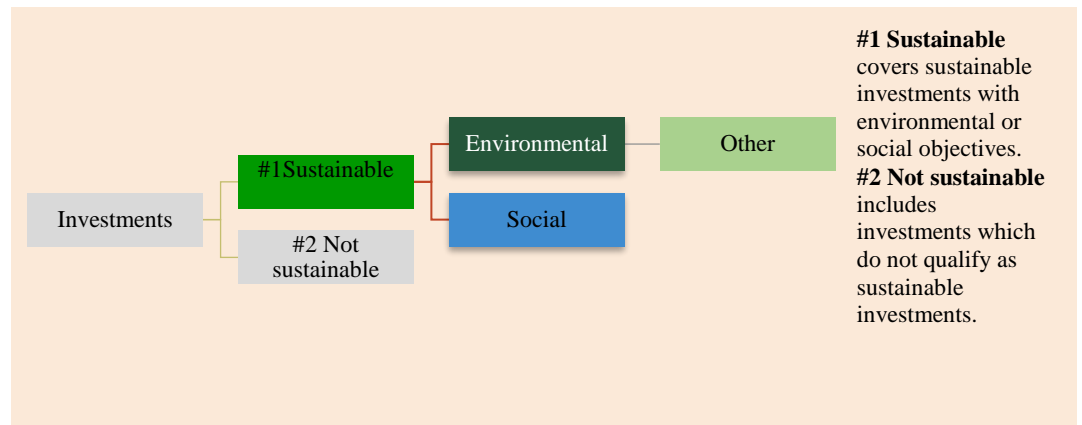 Investments
#1Sustainable
#2 Not
sustainable
Environmental
Social
Other
#1 Sustainable
covers sustainable
investments with
environmental or
social objectives.
#2 Not sustainable
includes
investments which
do not qualify as
sustainable
investments.